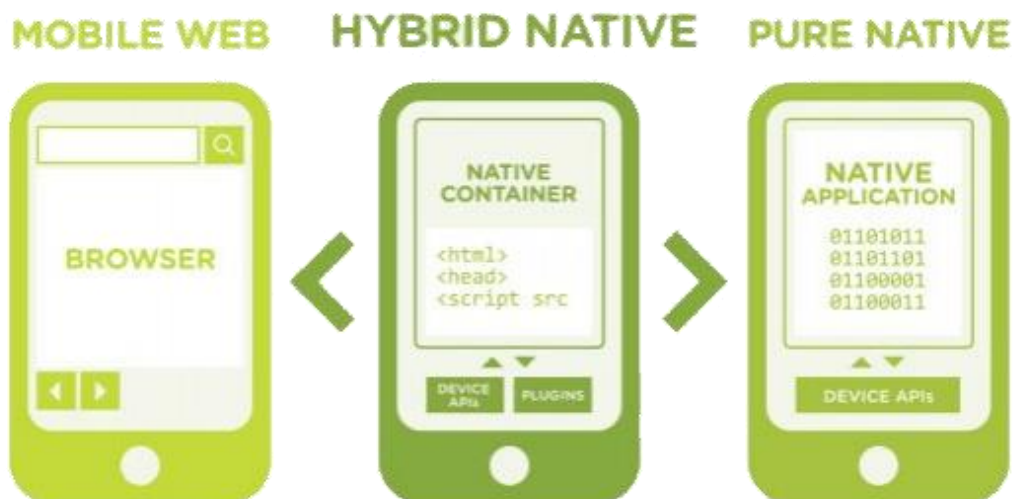 MOBILE WEB
HYBRID NATIVE
PURE NATIVE
BROWSER
NATIVE
CONTAINER
<html>
<head>
<script src
DEVICE
APIs
PLUGINS
NATIVE
APPLICATION
01101011
01101101
01100001
01100011
DEVICE APIs